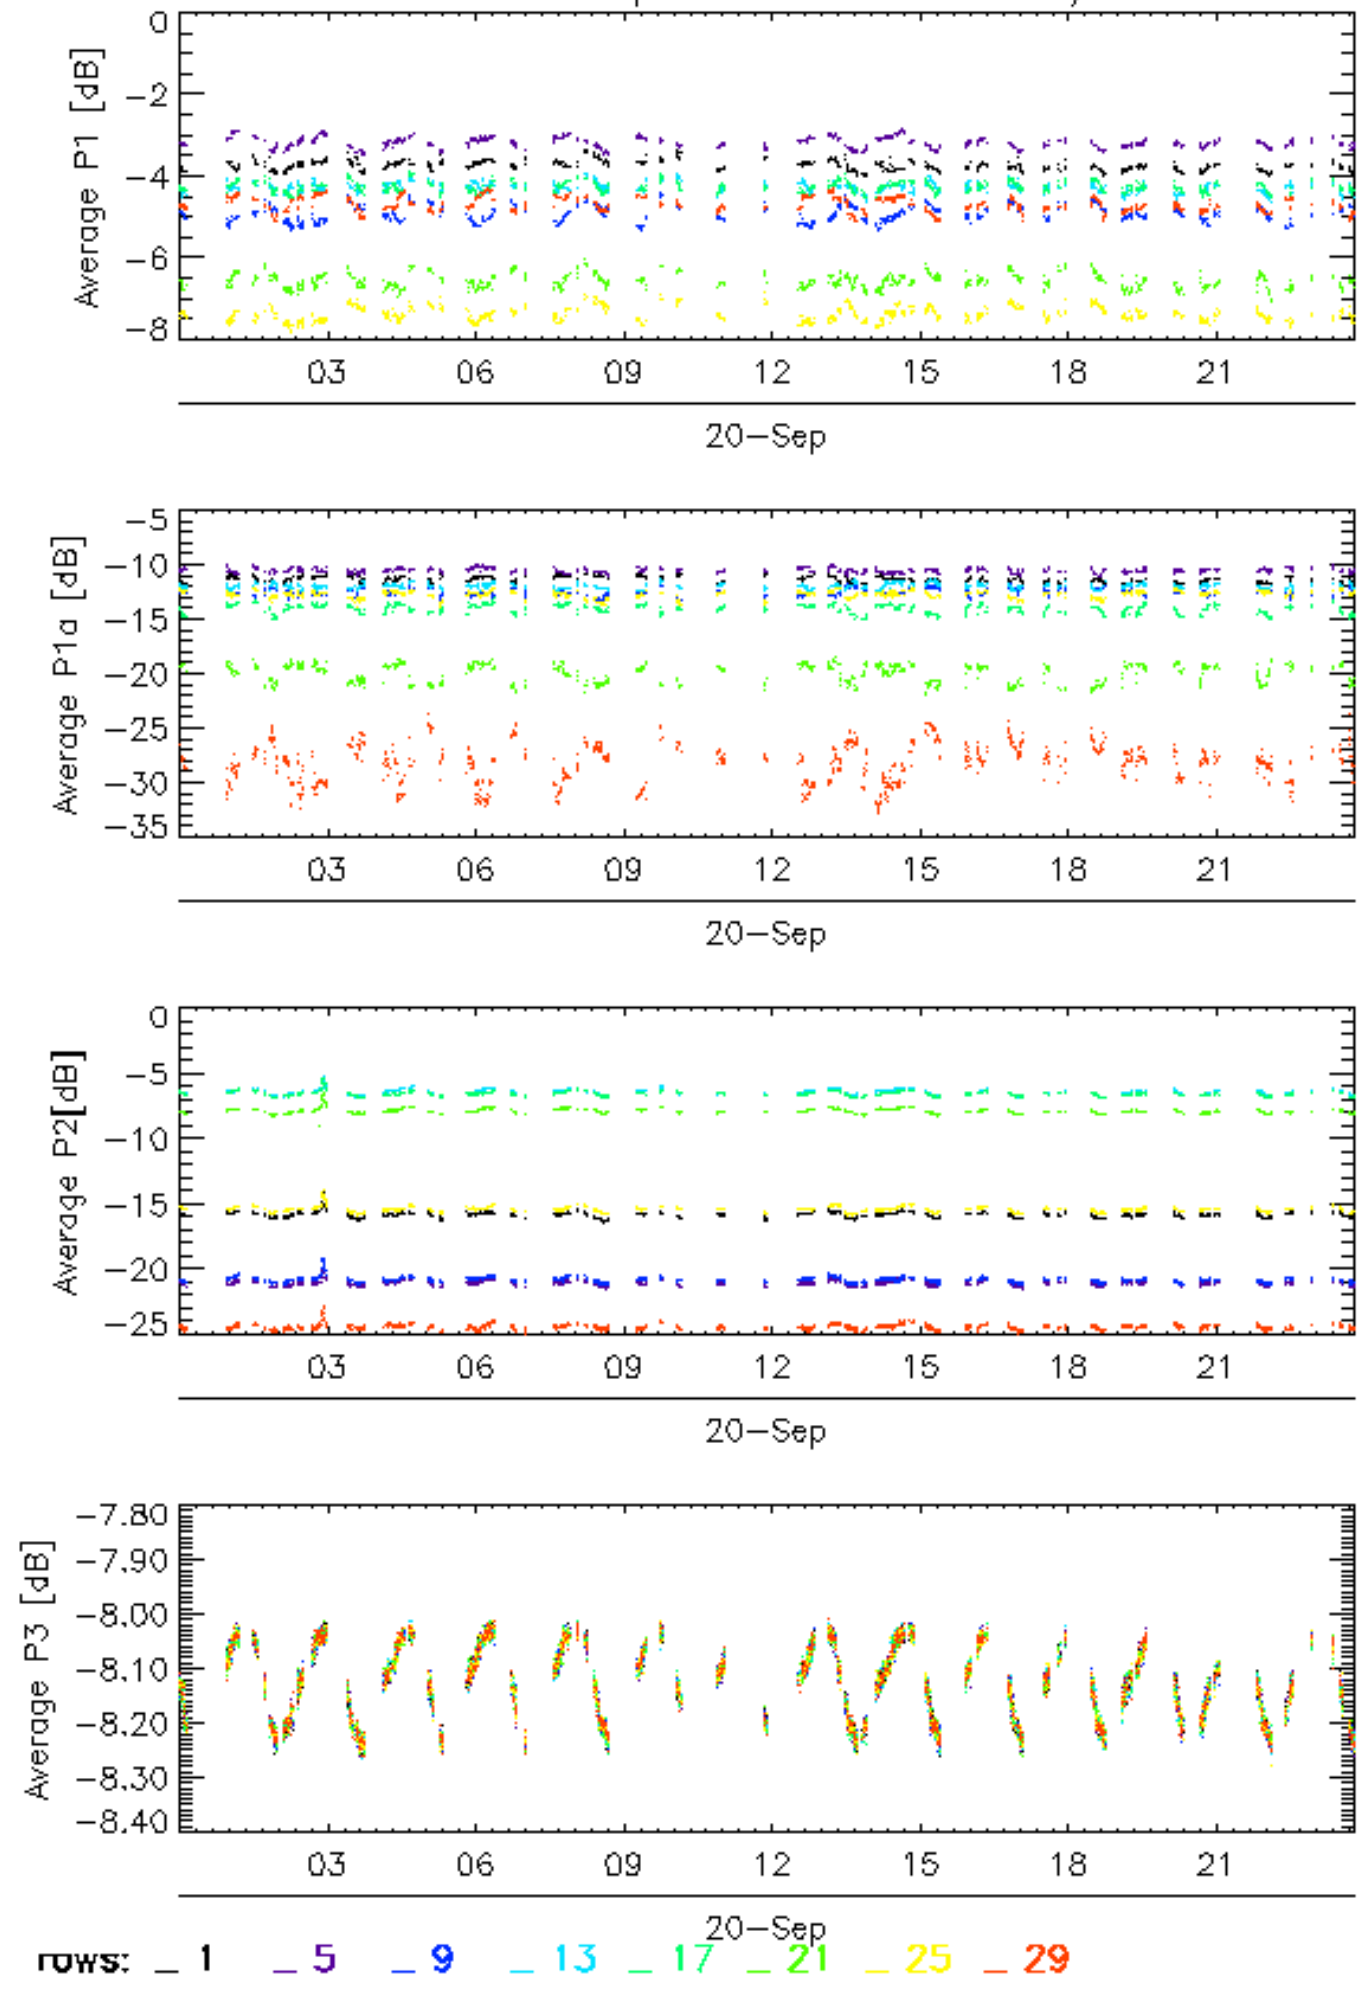 0
-2
-4
-6
-8
Average P1 [dB]
03 06 09 12 15 18 21
20-Sep
-5
-10
-15
-20
-25
-30
-35
Average P1a [dB]
03 06 09 12 15 18 21
20-Sep
0
-5
-10
-15
-20
-25
Average P2[dB]
03 06 09 12 15 18 21
20-Sep
-7.80
-7.90
-8.00
-8.10
-8.20
-8.30
-8.40
Average P3 [dB]
03 06 09 12 15 18 21
20-Sep
rows: _ 1 _ 5 _ 9 _ 13 _ 17 _ 21 _ 25 _ 29